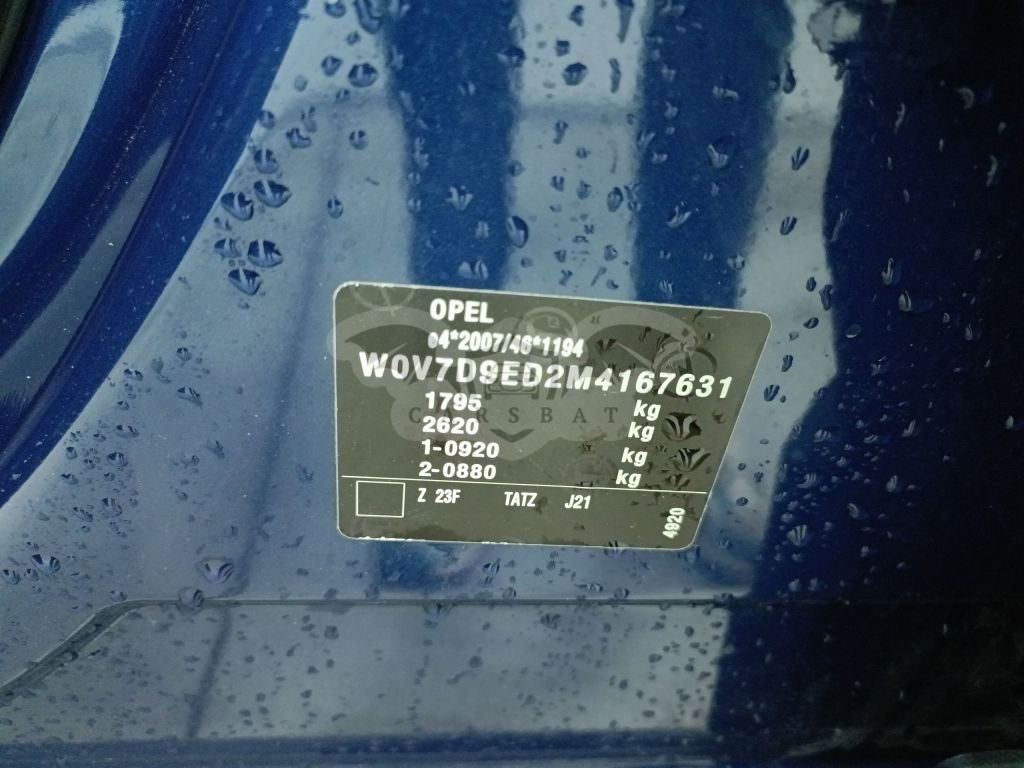 OPEL
e4*2007/46*1194
W0V7D9ED2M4167631
1795 kg
2620 kg
1-0920 kg
2-0880 kg
Z 23F TATZ J21
4920
CARSBAT